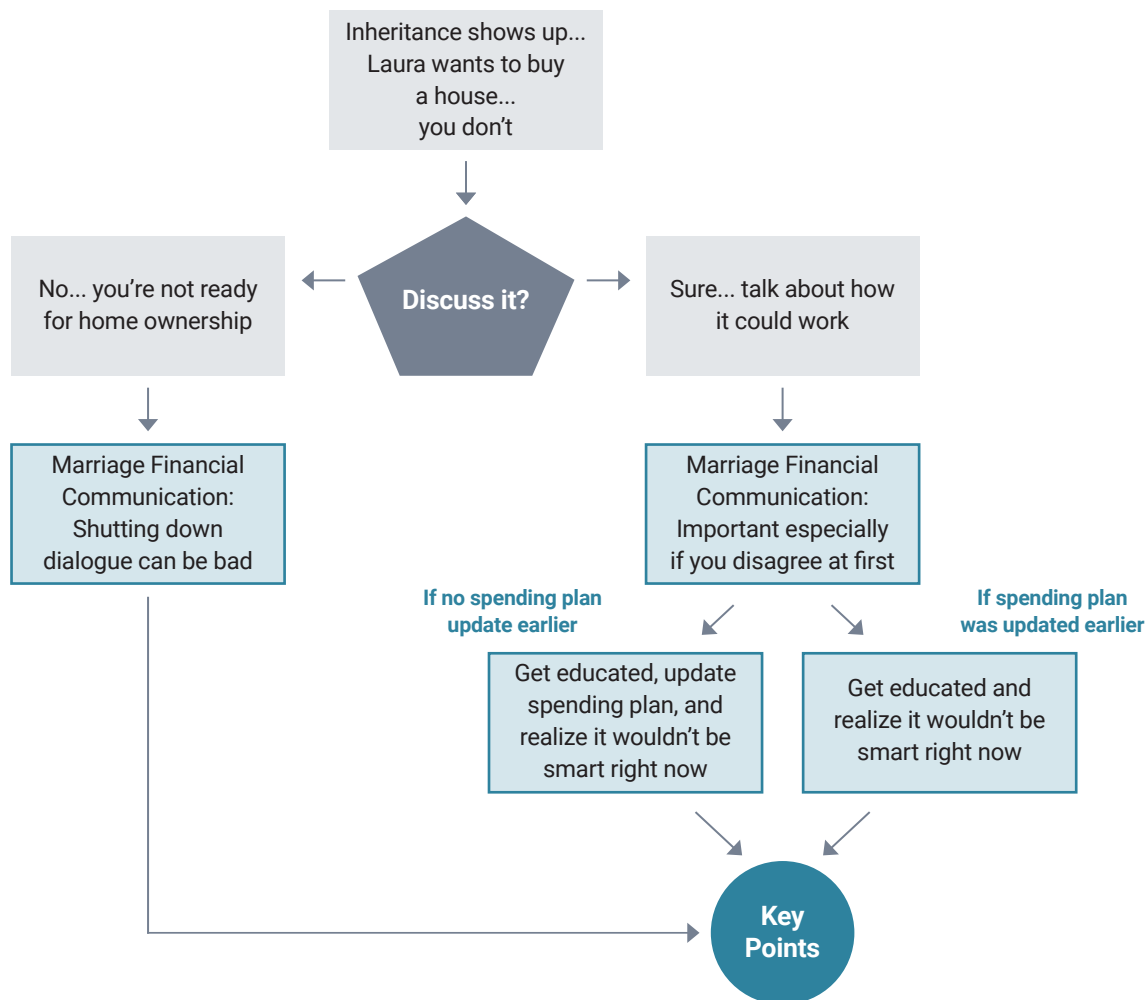 Inheritance shows up...
Laura wants to buy
a house...
you don’t
Discuss it?
No... you’re not ready
for home ownership
Sure... talk about how
it could work
Marriage Financial
Communication:
Shutting down
dialogue can be bad
Marriage Financial
Communication:
Important especially
if you disagree at first
If no spending plan
update earlier
If spending plan
was updated earlier
Get educated, update
spending plan, and
realize it wouldn’t be
smart right now
Get educated and
realize it wouldn’t be
smart right now
Key
Points